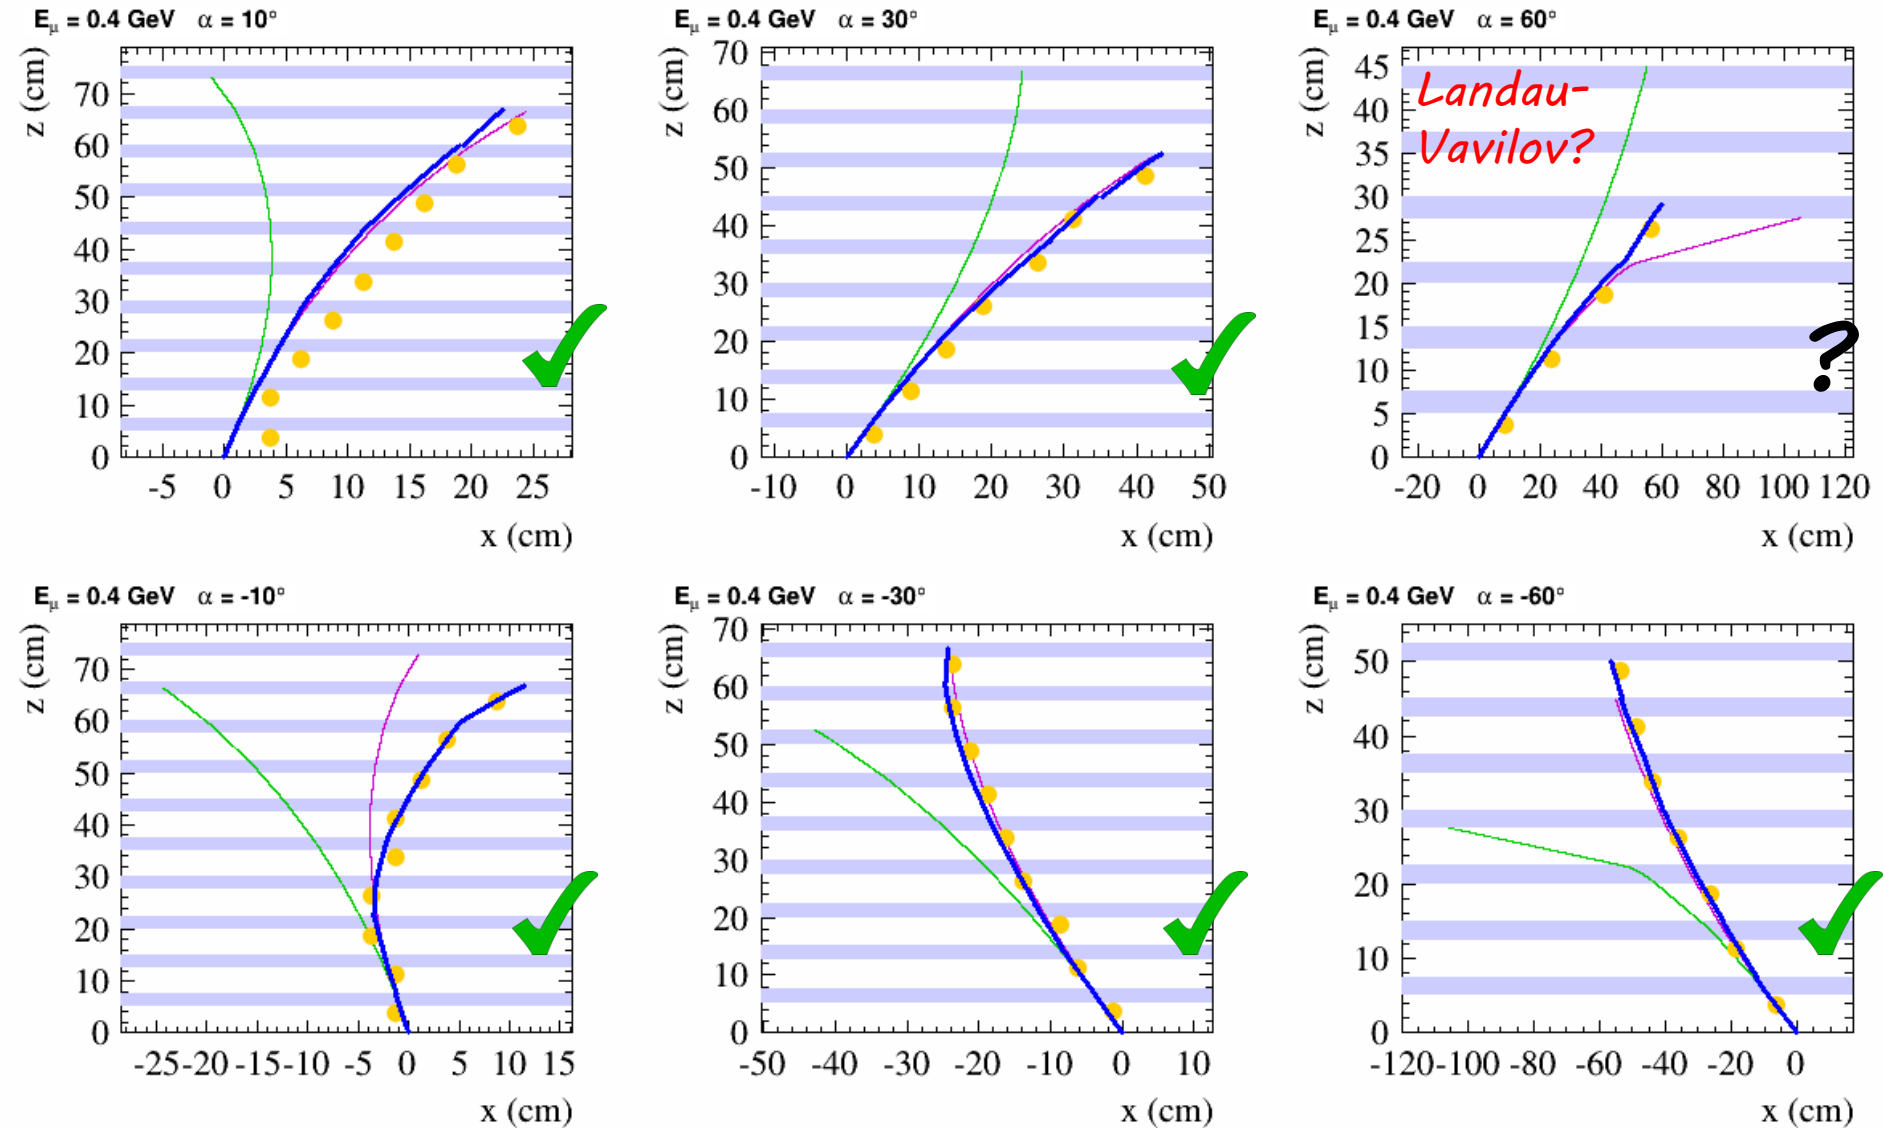 E_μ = 0.4 GeV α = 10°
E_μ = 0.4 GeV α = 30°
E_μ = 0.4 GeV α = 60°
z (cm)
70
60
50
40
30
20
10
0
-5 0 5 10 15 20 25
x (cm)
z (cm)
70
60
50
40
30
20
10
0
-10 0 10 20 30 40 50
x (cm)
z (cm)
45
40
35
30
25
20
15
10
5
0
Landau-
Vavilov?
?
-20 0 20 40 60 80 100 120
x (cm)
E_μ = 0.4 GeV α = -10°
E_μ = 0.4 GeV α = -30°
E_μ = 0.4 GeV α = -60°
z (cm)
70
60
50
40
30
20
10
0
-25 -20 -15 -10 -5 0 5 10 15
x (cm)
z (cm)
70
60
50
40
30
20
10
0
-50 -40 -30 -20 -10 0 10
x (cm)
z (cm)
50
40
30
20
10
0
-120 -100 -80 -60 -40 -20 0
x (cm)